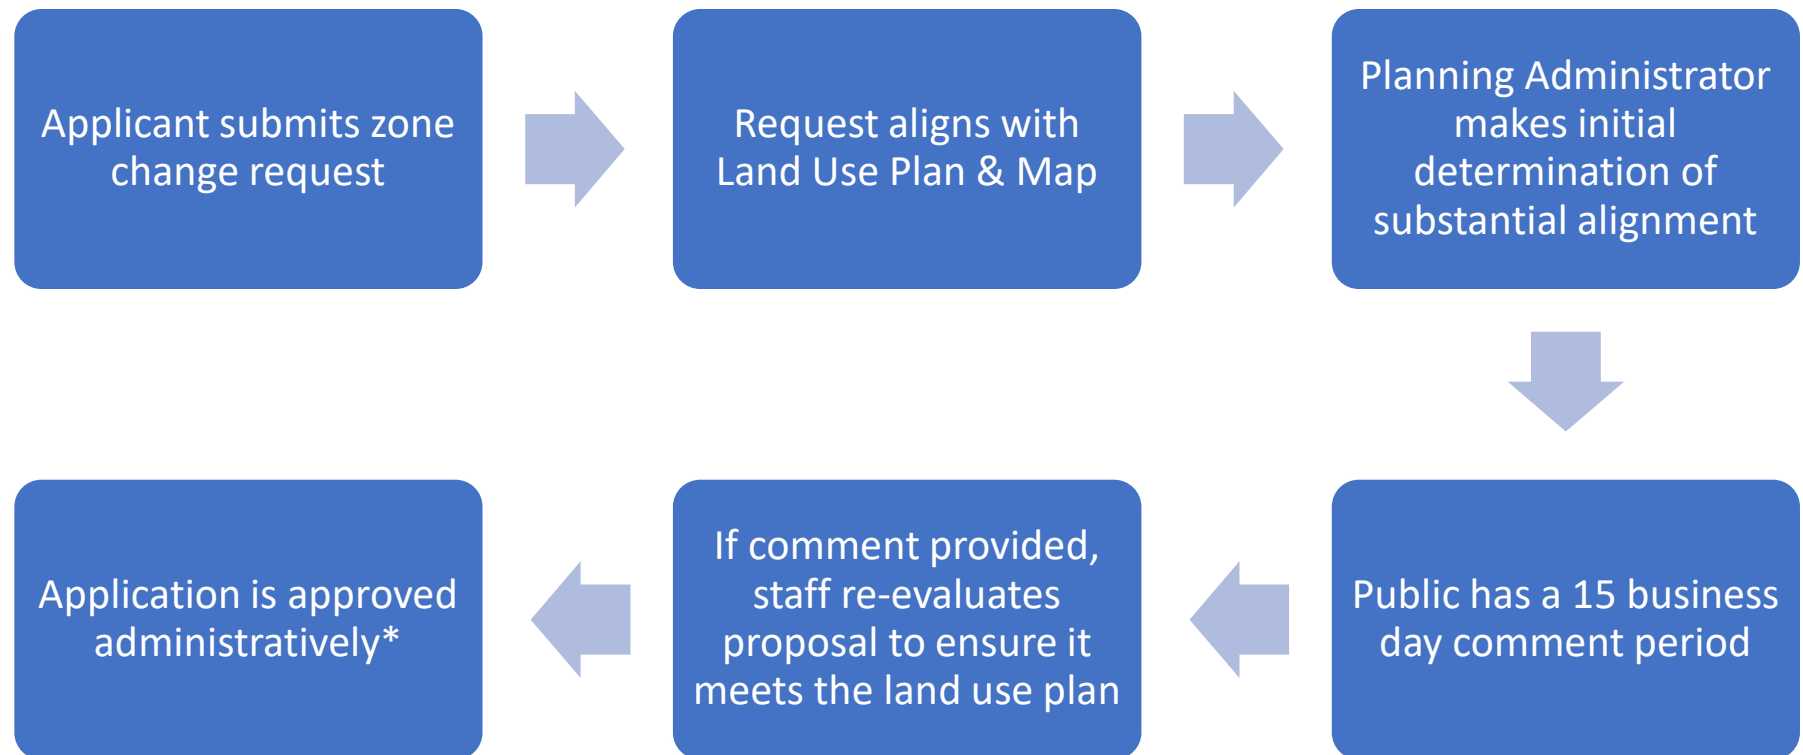 Applicant submits zone
change request
Request aligns with
Land Use Plan & Map
Planning Administrator
makes initial
determination of
substantial alignment
Public has a 15 business
day comment period
If comment provided,
staff re-evaluates
proposal to ensure it
meets the land use plan
Application is approved
administratively*